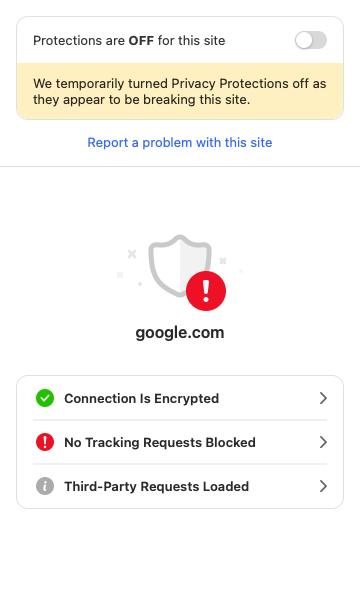 Protections are OFF for this site
We temporarily turned Privacy Protections off as
they appear to be breaking this site.
Report a problem with this site
google.com
Connection Is Encrypted
No Tracking Requests Blocked
Third-Party Requests Loaded